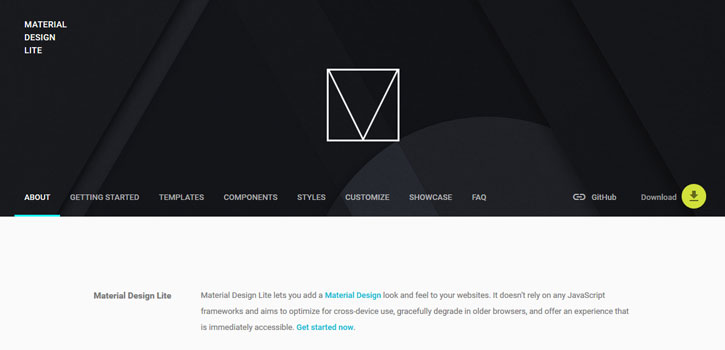 MATERIAL
DESIGN
LITE
ABOUT GETTING STARTED TEMPLATES COMPONENTS STYLES CUSTOMIZE SHOWCASE FAQ GitHub Download
Material Design Lite
Material Design Lite lets you add a Material Design look and feel to your websites. It doesn't rely on any JavaScript
frameworks and aims to optimize for cross-device use, gracefully degrade in older browsers, and offer an experience that
is immediately accessible. Get started now.